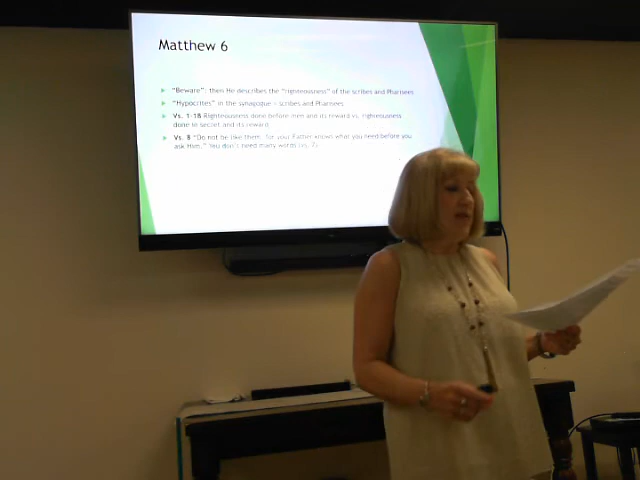 Matthew 6
"Beware": then He describes the "righteousness" of the scribes and Pharisees
"Hypocrites" in the synagogue = scribes and Pharisees
Vs. 1-18 Righteousness done before men and its reward vs. righteousness
done in secret and its reward
Vs. 8 "Do not be like them, for your Father knows what you need before you
ask Him." You don't need many words (vs. 7)